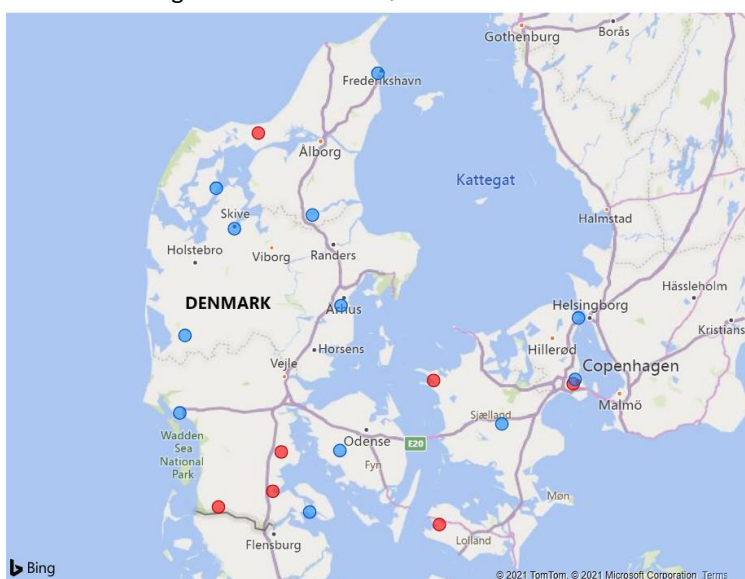 Gothenburg
Borås
Frederikshavn
Ålborg
Kattegat
Skive
Halmstad
Holstebro
Viborg
Randers
Hässleholm
DENMARK
Århus
Helsingborg
Kristians
Hillerød
Horsens
Vejle
Copenhagen
Malmö
Sjælland
Wadden
Sea
National
Park
Odense
E20
Fyn
Møn
Lolland
Flensburg
Bing
© 2021 TomTom, © 2021 Microsoft Corporation Terms